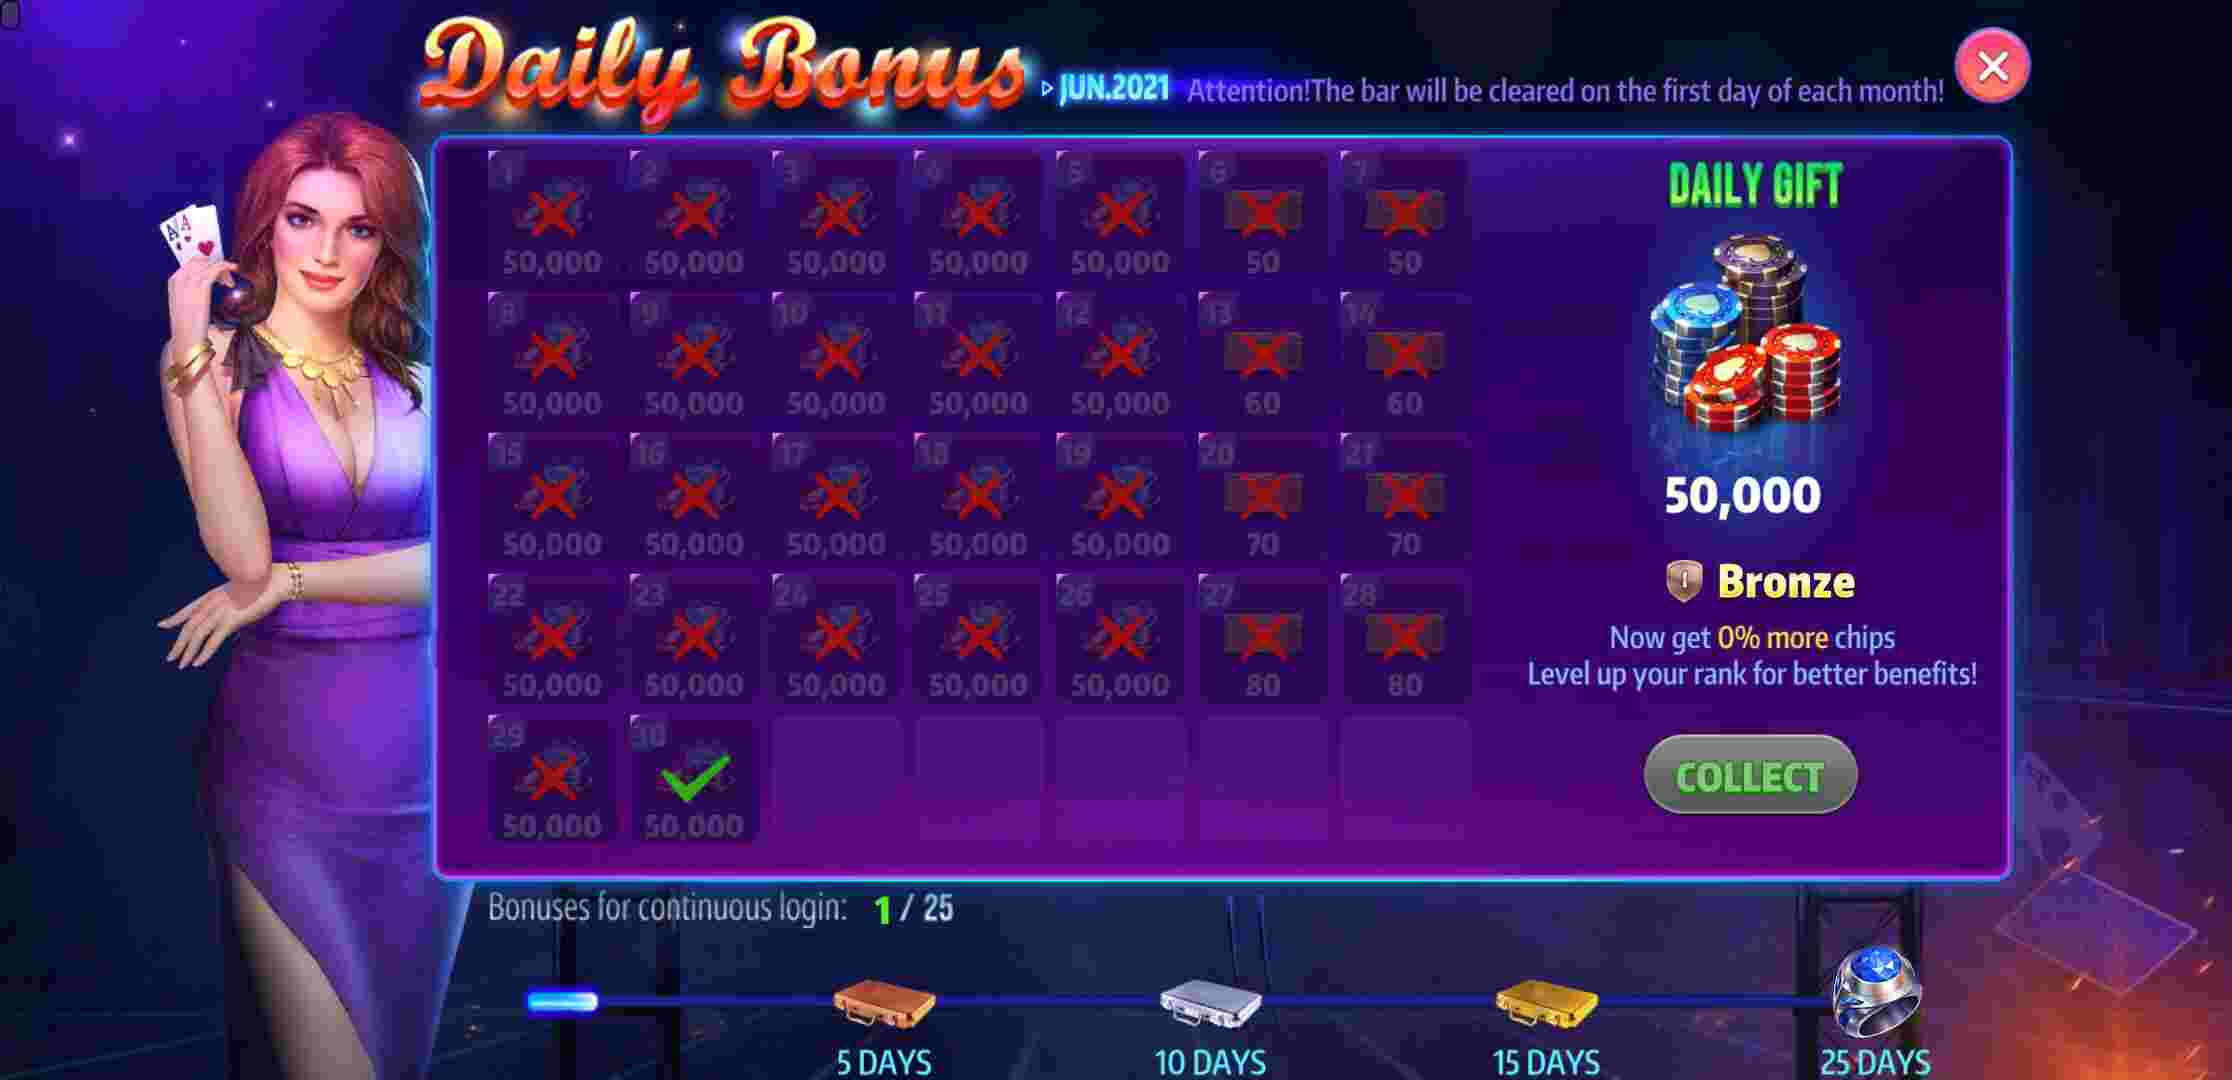 Daily Bonus
JUN.2021
Attention!The bar will be cleared on the first day of each month!
A A
DAILY GIFT
1 2 3 4 5 6 7
50,000 50,000 50,000 50,000 50,000 50 50
8 9 10 11 12 13 14
50,000 50,000 50,000 50,000 50,000 60 60
15 16 17 18 19 20 21
50,000 50,000 50,000 50,000 50,000 70 70
22 23 24 25 26 27 28
50,000 50,000 50,000 50,000 50,000 80 80
29 30
50,000 50,000
50,000
Bronze
Now get 0% more chips
Level up your rank for better benefits!
COLLECT
Bonuses for continuous login: 1 / 25
5 DAYS
10 DAYS
15 DAYS
25 DAYS